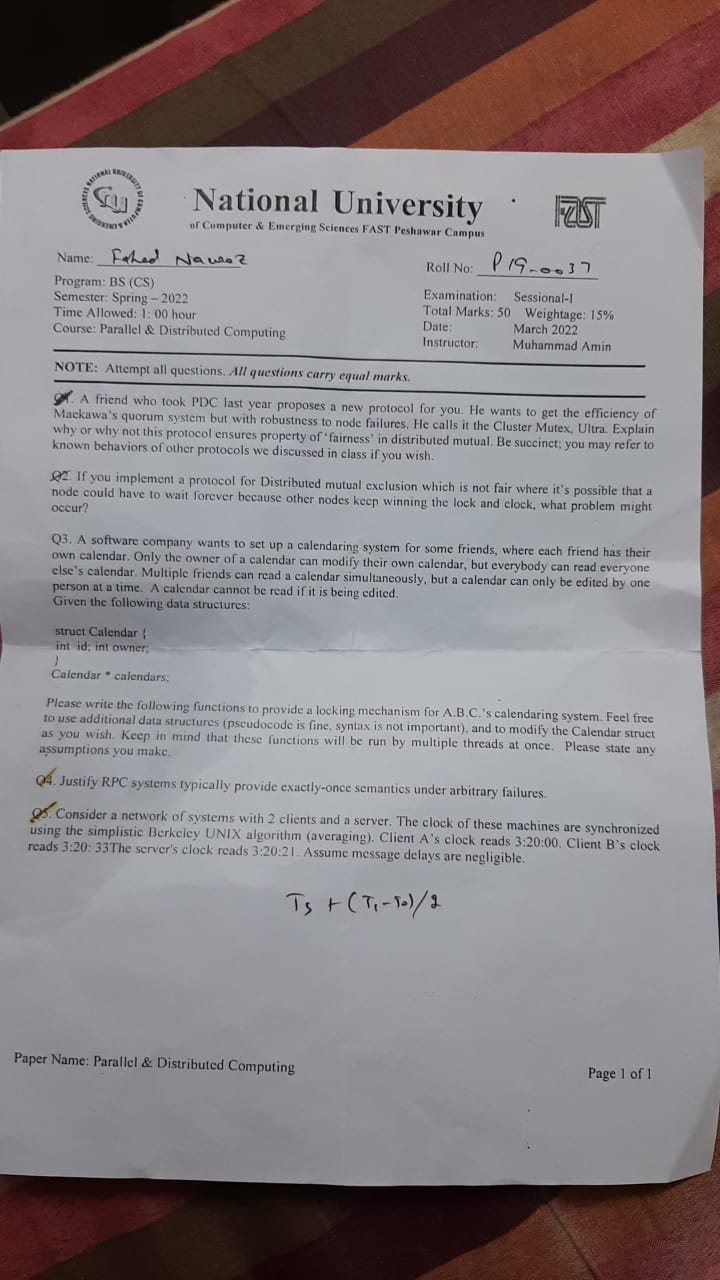 National University
of Computer & Emerging Sciences FAST Peshawar Campus
FAST
Name: Fahed Nawaz
Roll No: P19-0037
Program: BS (CS)
Semester: Spring – 2022
Time Allowed: 1: 00 hour
Course: Parallel & Distributed Computing
Examination: Sessional-I
Total Marks: 50 Weightage: 15%
Date: March 2022
Instructor: Muhammad Amin
NOTE: Attempt all questions. All questions carry equal marks.
Q1. A friend who took PDC last year proposes a new protocol for you. He wants to get the efficiency of
Maekawa's quorum system but with robustness to node failures. He calls it the Cluster Mutex, Ultra. Explain
why or why not this protocol ensures property of 'fairness' in distributed mutual. Be succinct; you may refer to
known behaviors of other protocols we discussed in class if you wish.
Q2. If you implement a protocol for Distributed mutual exclusion which is not fair where it's possible that a
node could have to wait forever because other nodes keep winning the lock and clock, what problem might
occur?
Q3. A software company wants to set up a calendaring system for some friends, where each friend has their
own calendar. Only the owner of a calendar can modify their own calendar, but everybody can read everyone
else's calendar. Multiple friends can read a calendar simultaneously, but a calendar can only be edited by one
person at a time. A calendar cannot be read if it is being edited.
Given the following data structures:
struct Calendar {
int id; int owner;
}
Calendar * calendars;
Please write the following functions to provide a locking mechanism for A.B.C.'s calendaring system. Feel free
to use additional data structures (pseudocode is fine, syntax is not important), and to modify the Calendar struct
as you wish. Keep in mind that these functions will be run by multiple threads at once. Please state any
assumptions you make.
Q4. Justify RPC systems typically provide exactly-once semantics under arbitrary failures.
Q5. Consider a network of systems with 2 clients and a server. The clock of these machines are synchronized
using the simplistic Berkeley UNIX algorithm (averaging). Client A's clock reads 3:20:00. Client B's clock
reads 3:20: 33The server's clock reads 3:20:21. Assume message delays are negligible.
Ts + (T1-T0)/2
Paper Name: Parallel & Distributed Computing
Page 1 of 1